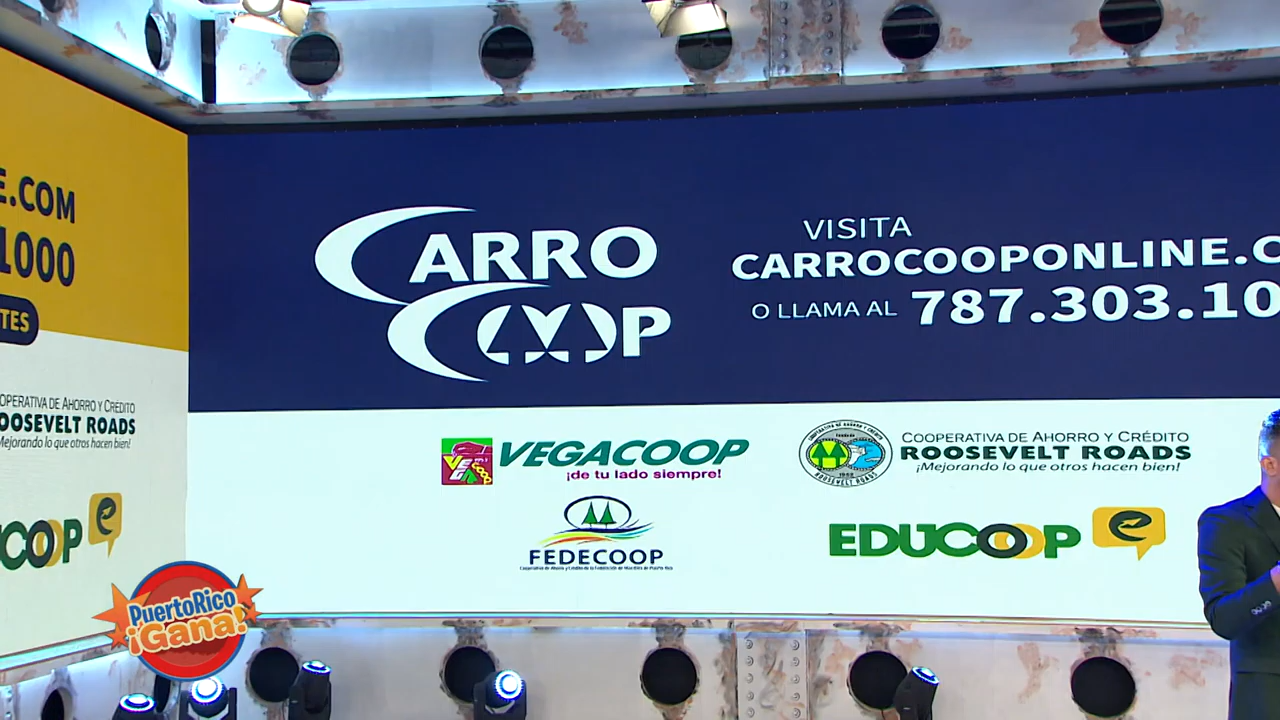 E.COM
1000
TES
OPERATIVA DE AHORRO Y CRÉDITO
OOSEVELT ROADS
Mejorando lo que otros hacen bien!
COOP
CARRO
COOP
VISITA
CARROCOOPONLINE.C
O LLAMA AL 787.303.10
VEGACOOP
¡de tu lado siempre!
COOPERATIVA DE AHORRO Y CRÉDITO
ROOSEVELT ROADS
¡Mejorando lo que otros hacen bien!
FEDECOOP
EDUCOOP
PuertoRico
¡Gana!